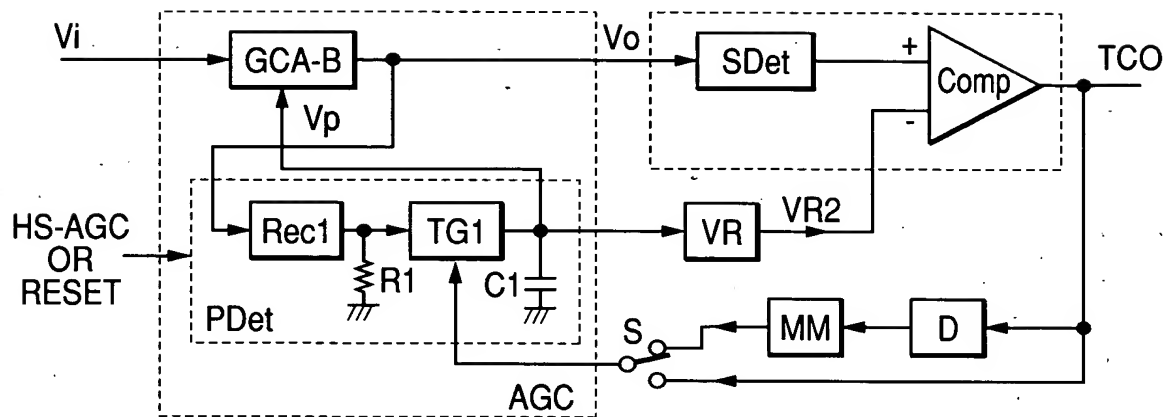 Vi
GCA-B
Vo
SDet
+
-
Comp
TCO
Vp
HS-AGC
OR
RESET
Rec1
TG1
R1
C1
PDet
VR
VR2
S
MM
D
AGC